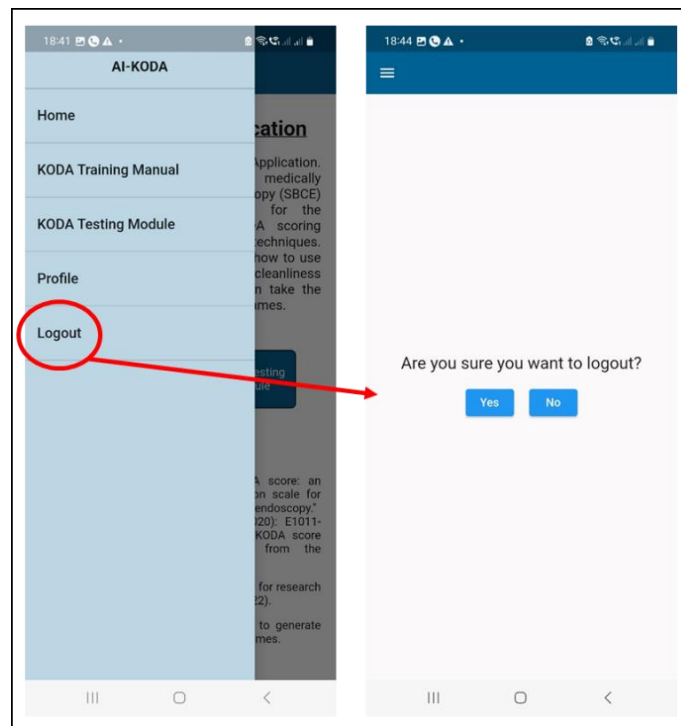 18:41
AI-KODA
Home
KODA Training Manual
KODA Testing Module
Profile
Logout
cation
Application.
medically
opy (SBCE)
for the
A scoring
techniques.
how to use
cleanliness
n take the
mes.
esting
ule
A score: an
on scale for
endoscopy."
020): E1011-
KODA score
from the
for research
22).
to generate
mes.
18:44
Are you sure you want to logout?
Yes No